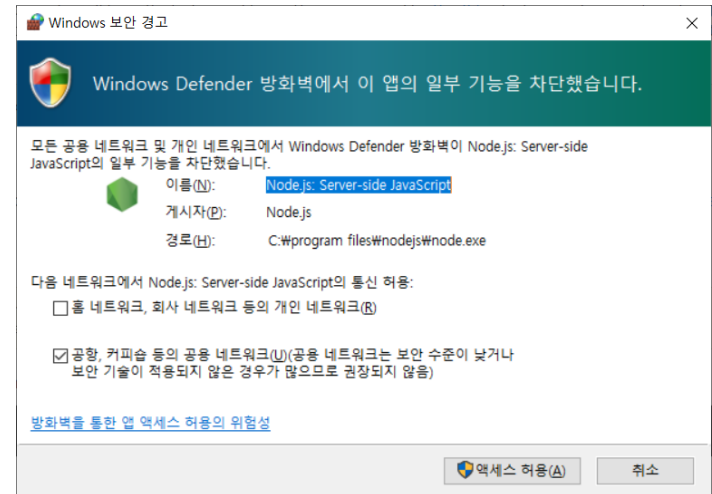 Windows 보안 경고
Windows Defender 방화벽에서 이 앱의 일부 기능을 차단했습니다.
모든 공용 네트워크 및 개인 네트워크에서 Windows Defender 방화벽이 Node.js: Server-side
JavaScript의 일부 기능을 차단했습니다.
이름(N): Node.js: Server-side JavaScript
게시자(P): Node.js
경로(H): C:₩program files₩nodejs₩node.exe
다음 네트워크에서 Node.js: Server-side JavaScript의 통신 허용:
홈 네트워크, 회사 네트워크 등의 개인 네트워크(R)
공항, 커피숍 등의 공용 네트워크(U)(공용 네트워크는 보안 수준이 낮거나
보안 기술이 적용되지 않은 경우가 많으므로 권장되지 않음)
방화벽을 통한 앱 액세스 허용의 위험성
액세스 허용(A) 취소